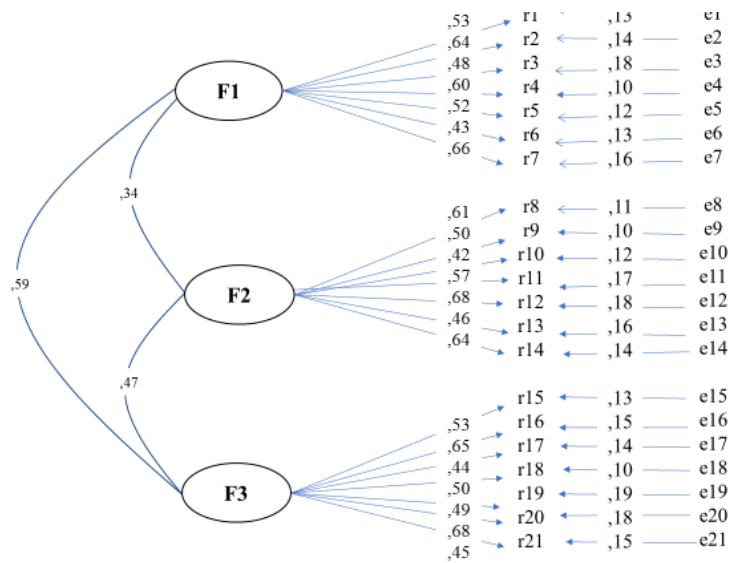 ,53 r1 ,13 e1
,64 r2 ,14 e2
,48 r3 ,18 e3
F1
,60 r4 ,10 e4
,52 r5 ,12 e5
,43 r6 ,13 e6
,66 r7 ,16 e7
,34
,61 r8 ,11 e8
,50 r9 ,10 e9
,42 r10 ,12 e10
,59
F2
,57 r11 ,17 e11
,68 r12 ,18 e12
,46 r13 ,16 e13
,64 r14 ,14 e14
,47
r15 ,13 e15
,53 r16 ,15 e16
,65 r17 ,14 e17
,44 r18 ,10 e18
F3
,50 r19 ,19 e19
,49 r20 ,18 e20
,68 r21 ,15 e21
,45